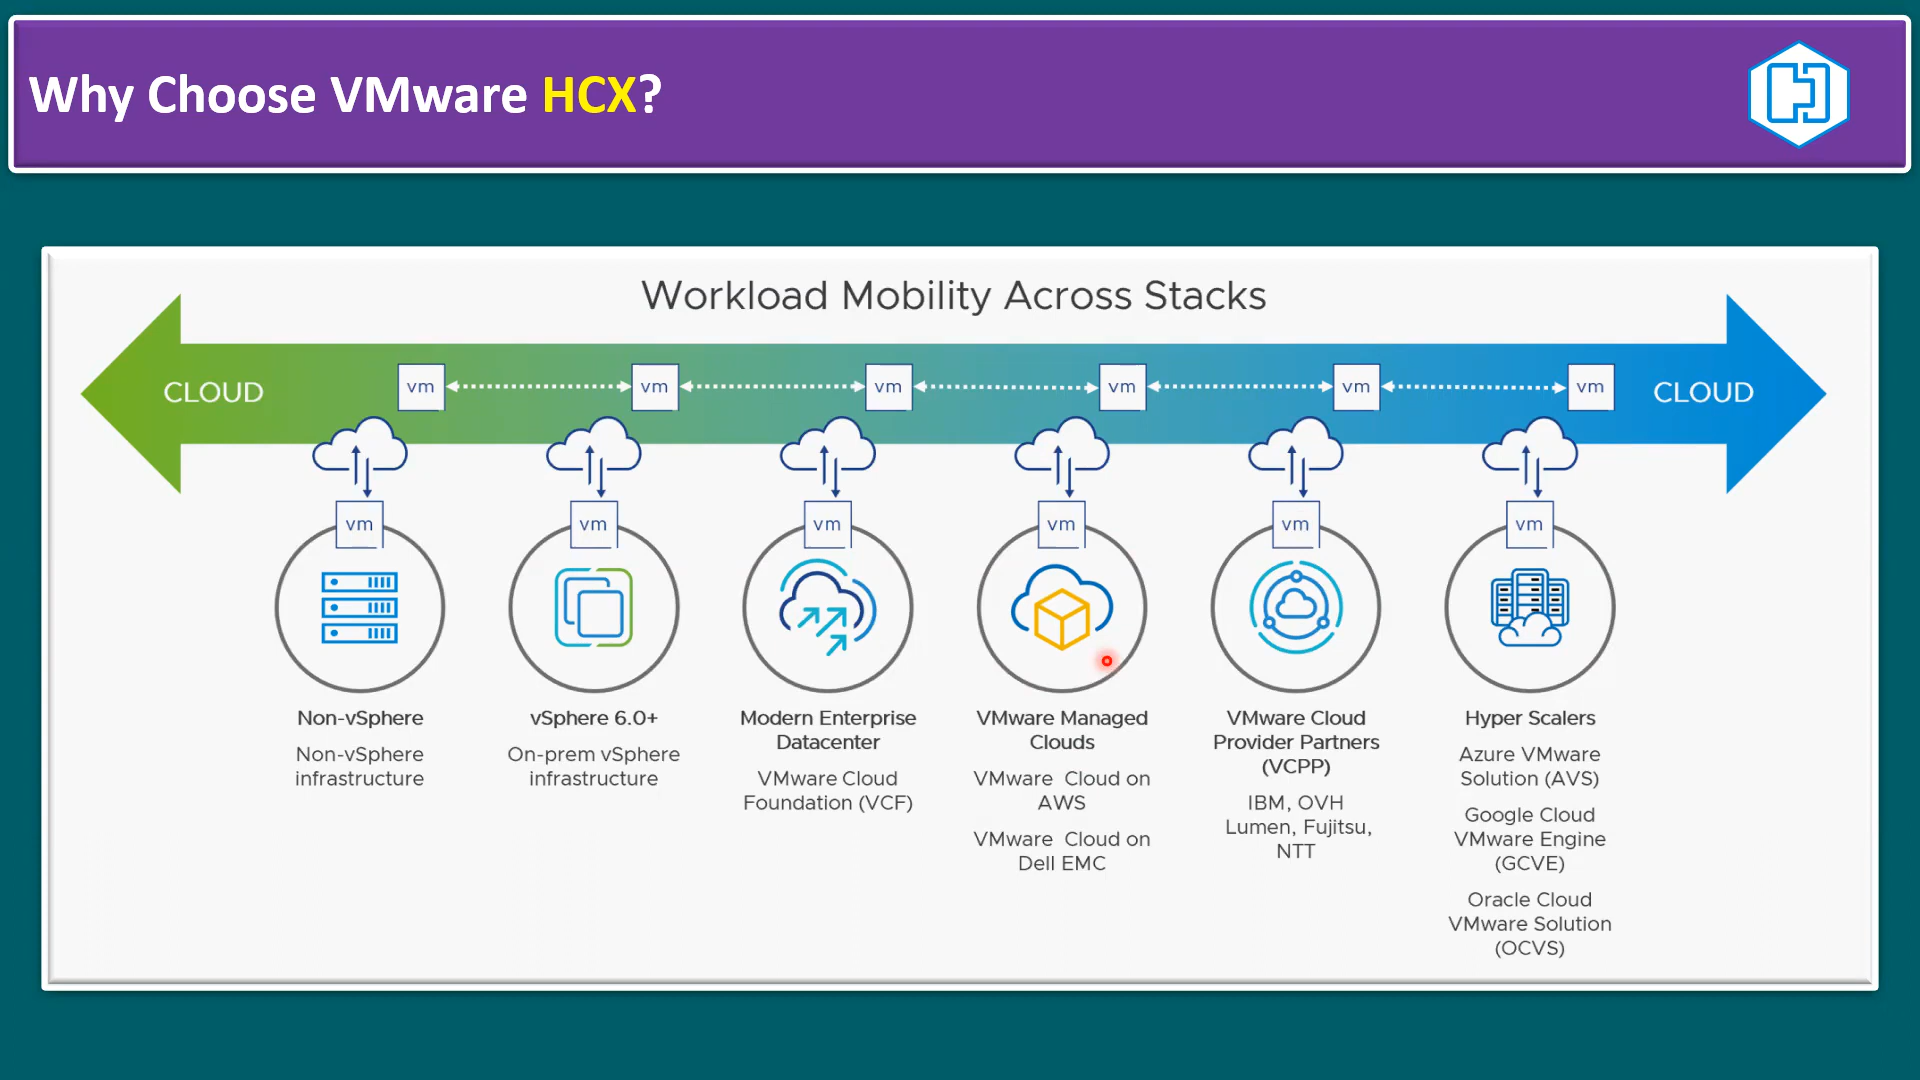 Why Choose VMware HCX?
Workload Mobility Across Stacks
CLOUD
vm
vm
vm
vm
vm
vm
CLOUD
vm
vm
vm
vm
vm
vm
Non-vSphere
Non-vSphere
infrastructure
vSphere 6.0+
On-prem vSphere
infrastructure
Modern Enterprise
Datacenter
VMware Cloud
Foundation (VCF)
VMware Managed
Clouds
VMware Cloud on
AWS
VMware Cloud on
Dell EMC
VMware Cloud
Provider Partners
(VCPP)
IBM, OVH
Lumen, Fujitsu,
NTT
Hyper Scalers
Azure VMware
Solution (AVS)
Google Cloud
VMware Engine
(GCVE)
Oracle Cloud
VMware Solution
(OCVS)